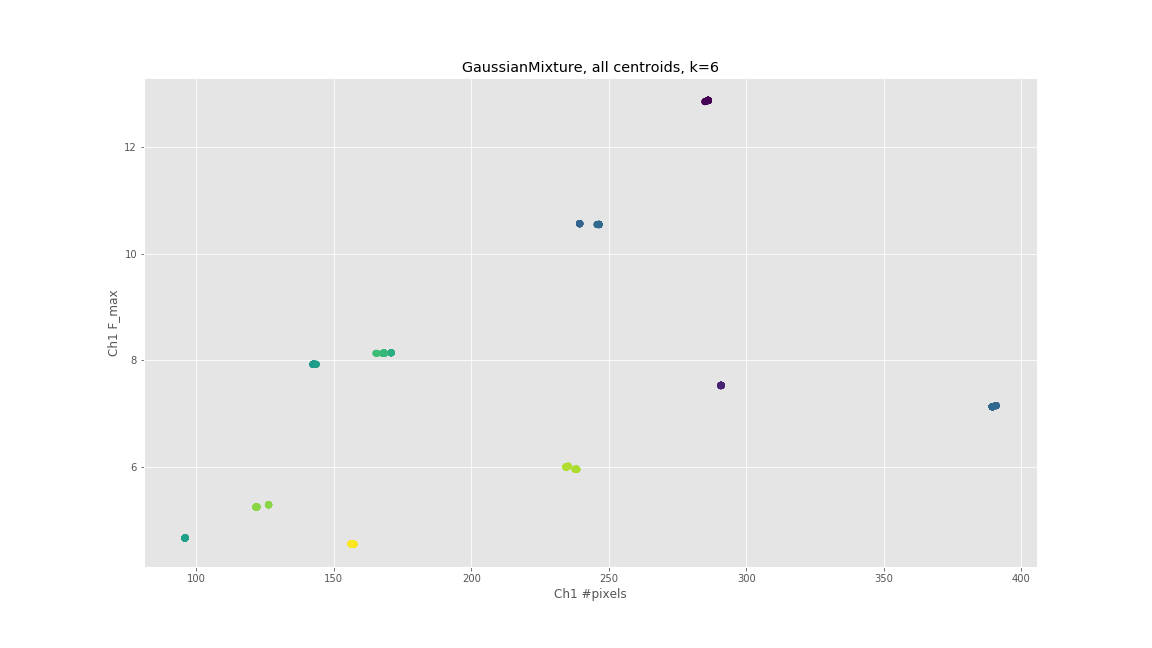 GaussianMixture, all centroids, k=6
12
10
8
6
Ch1 F_max
100 150 200 250 300 350 400
Ch1 #pixels